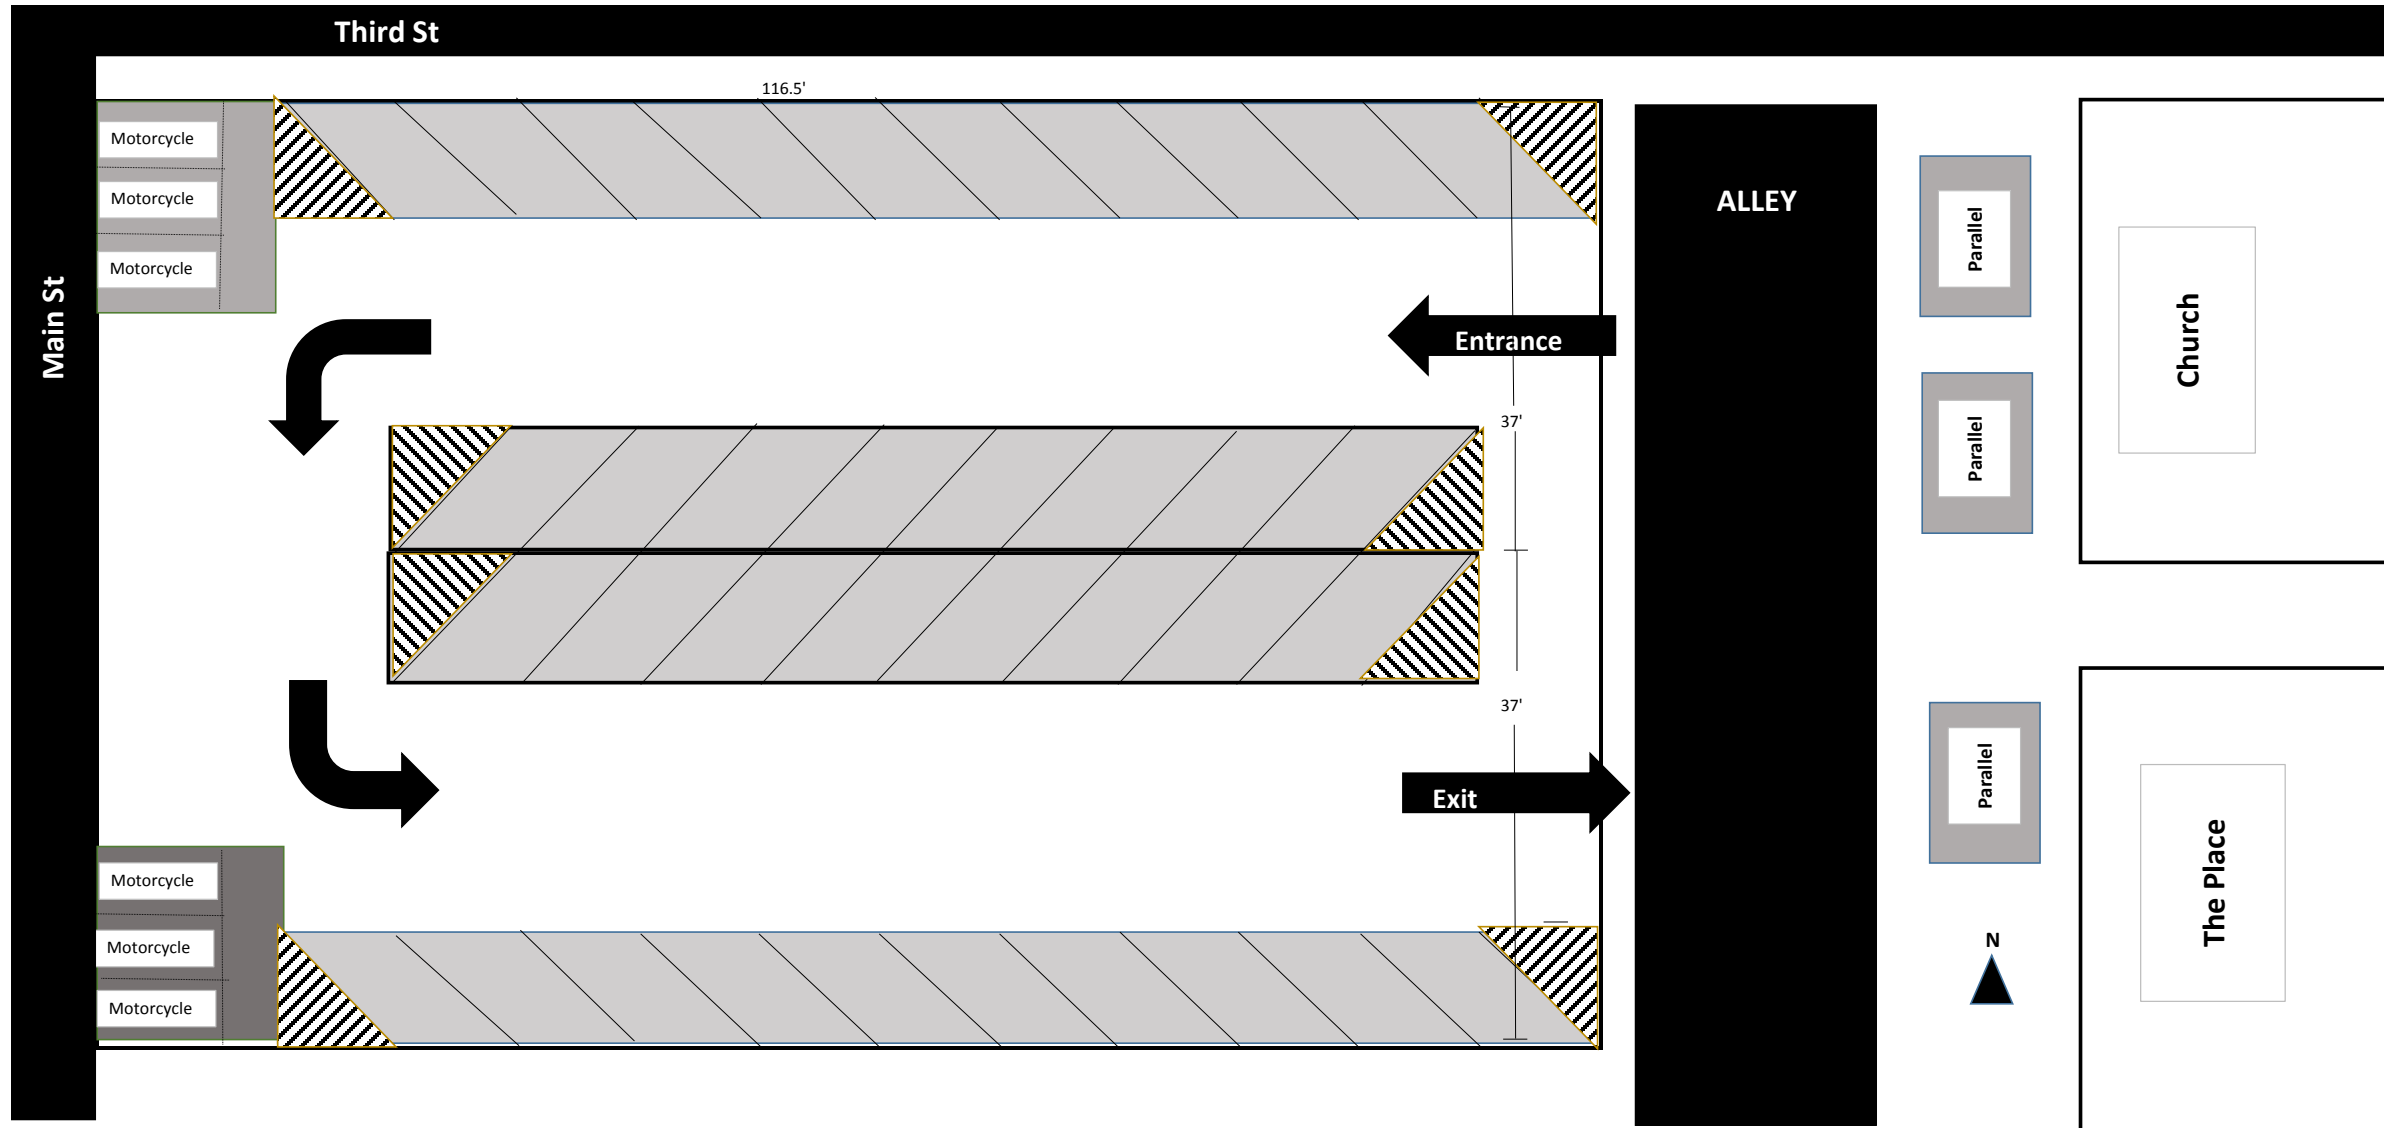 Third St
116.5'
Motorcycle
Motorcycle
Motorcycle
Main St
ALLEY
Parallel
Church
Entrance
37'
Parallel
37'
Parallel
Exit
The Place
Motorcycle
Motorcycle
Motorcycle
N